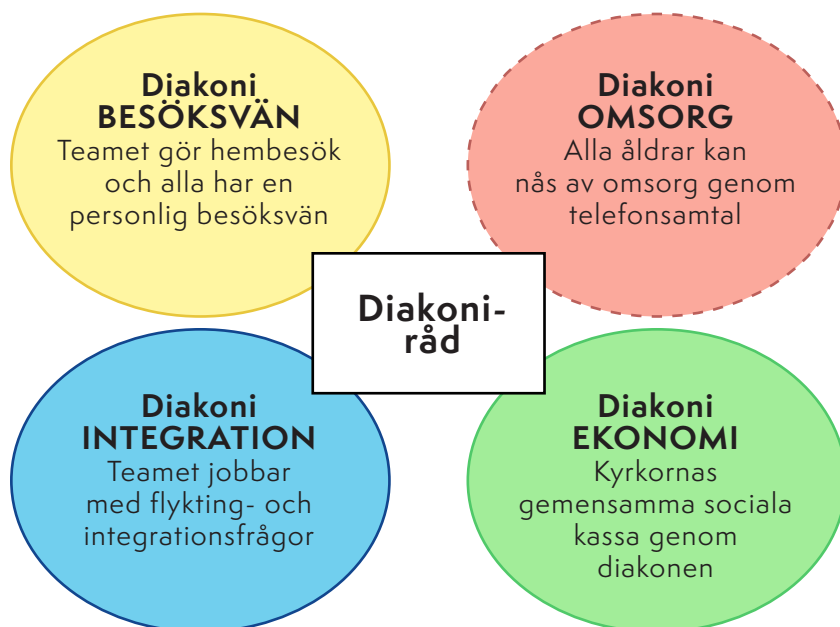 Diakoni
BESÖKSVÄN
Teamet gör hembesök
och alla har en
personlig besöksvän
Diakoni
OMSORG
Alla åldrar kan
nås av omsorg genom
telefonsamtal
Diakoni-
råd
Diakoni
INTEGRATION
Teamet jobbar
med flykting- och
integrationsfrågor
Diakoni
EKONOMI
Kyrkornas
gemensamma sociala
kassa genom
diakonen